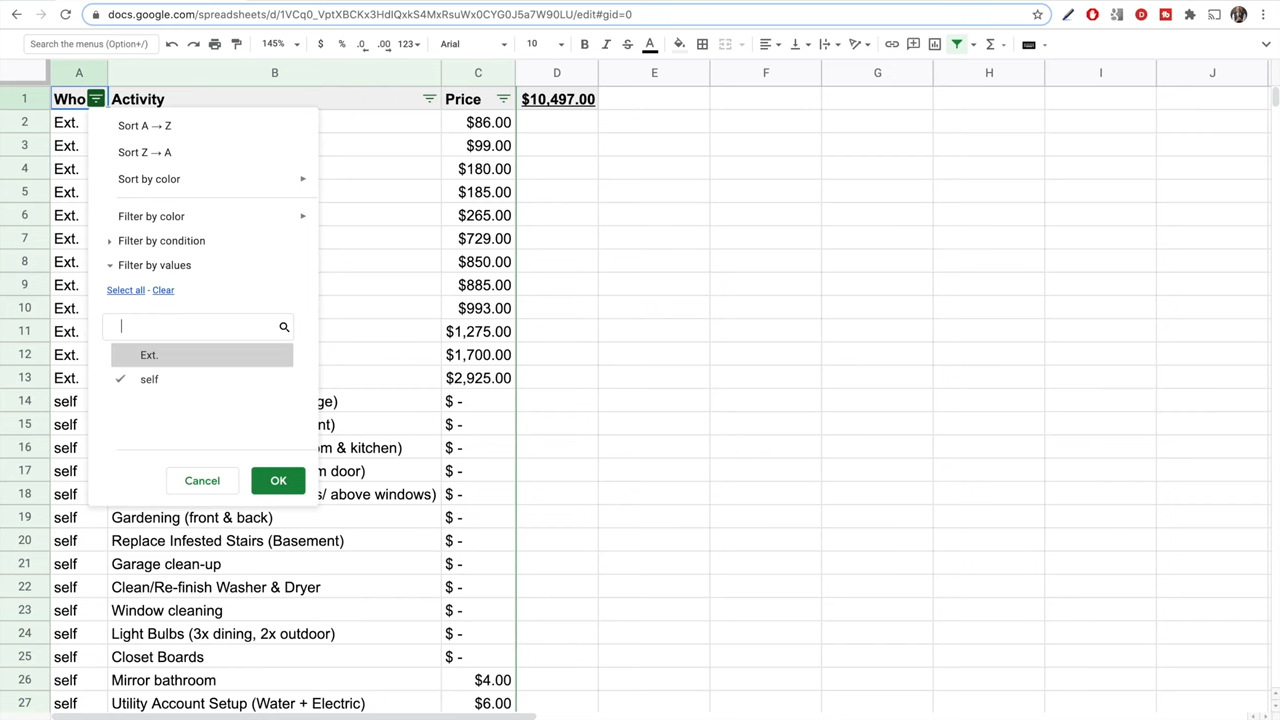 docs.google.com/spreadsheets/d/1VCq0_VptXBCKx3HdIQxkS4MxRsuWx0CYG0J5a7W90LU/edit#gid=0
Search the menus (Option+/) 145% $ % .0 .00 123 Arial 10 B I S A
A B C D E F G H I J
1 Who Activity Price $10,497.00
2 Ext. $86.00
3 Ext. $99.00
4 Ext. $180.00
5 Ext. $185.00
6 Ext. $265.00
7 Ext. $729.00
8 Ext. $850.00
9 Ext. $885.00
10 Ext. $993.00
11 Ext. $1,275.00
12 Ext. $1,700.00
13 Ext. $2,925.00
14 self ge) $ -
15 self nt) $ -
16 self om & kitchen) $ -
17 self m door) $ -
18 self s/ above windows) $ -
19 self Gardening (front & back) $ -
20 self Replace Infested Stairs (Basement) $ -
21 self Garage clean-up $ -
22 self Clean/Re-finish Washer & Dryer $ -
23 self Window cleaning $ -
24 self Light Bulbs (3x dining, 2x outdoor) $ -
25 self Closet Boards $ -
26 self Mirror bathroom $4.00
27 self Utility Account Setup (Water + Electric) $6.00
Sort A → Z
Sort Z → A
Sort by color
Filter by color
Filter by condition
Filter by values
Select all - Clear
Ext.
self
Cancel OK